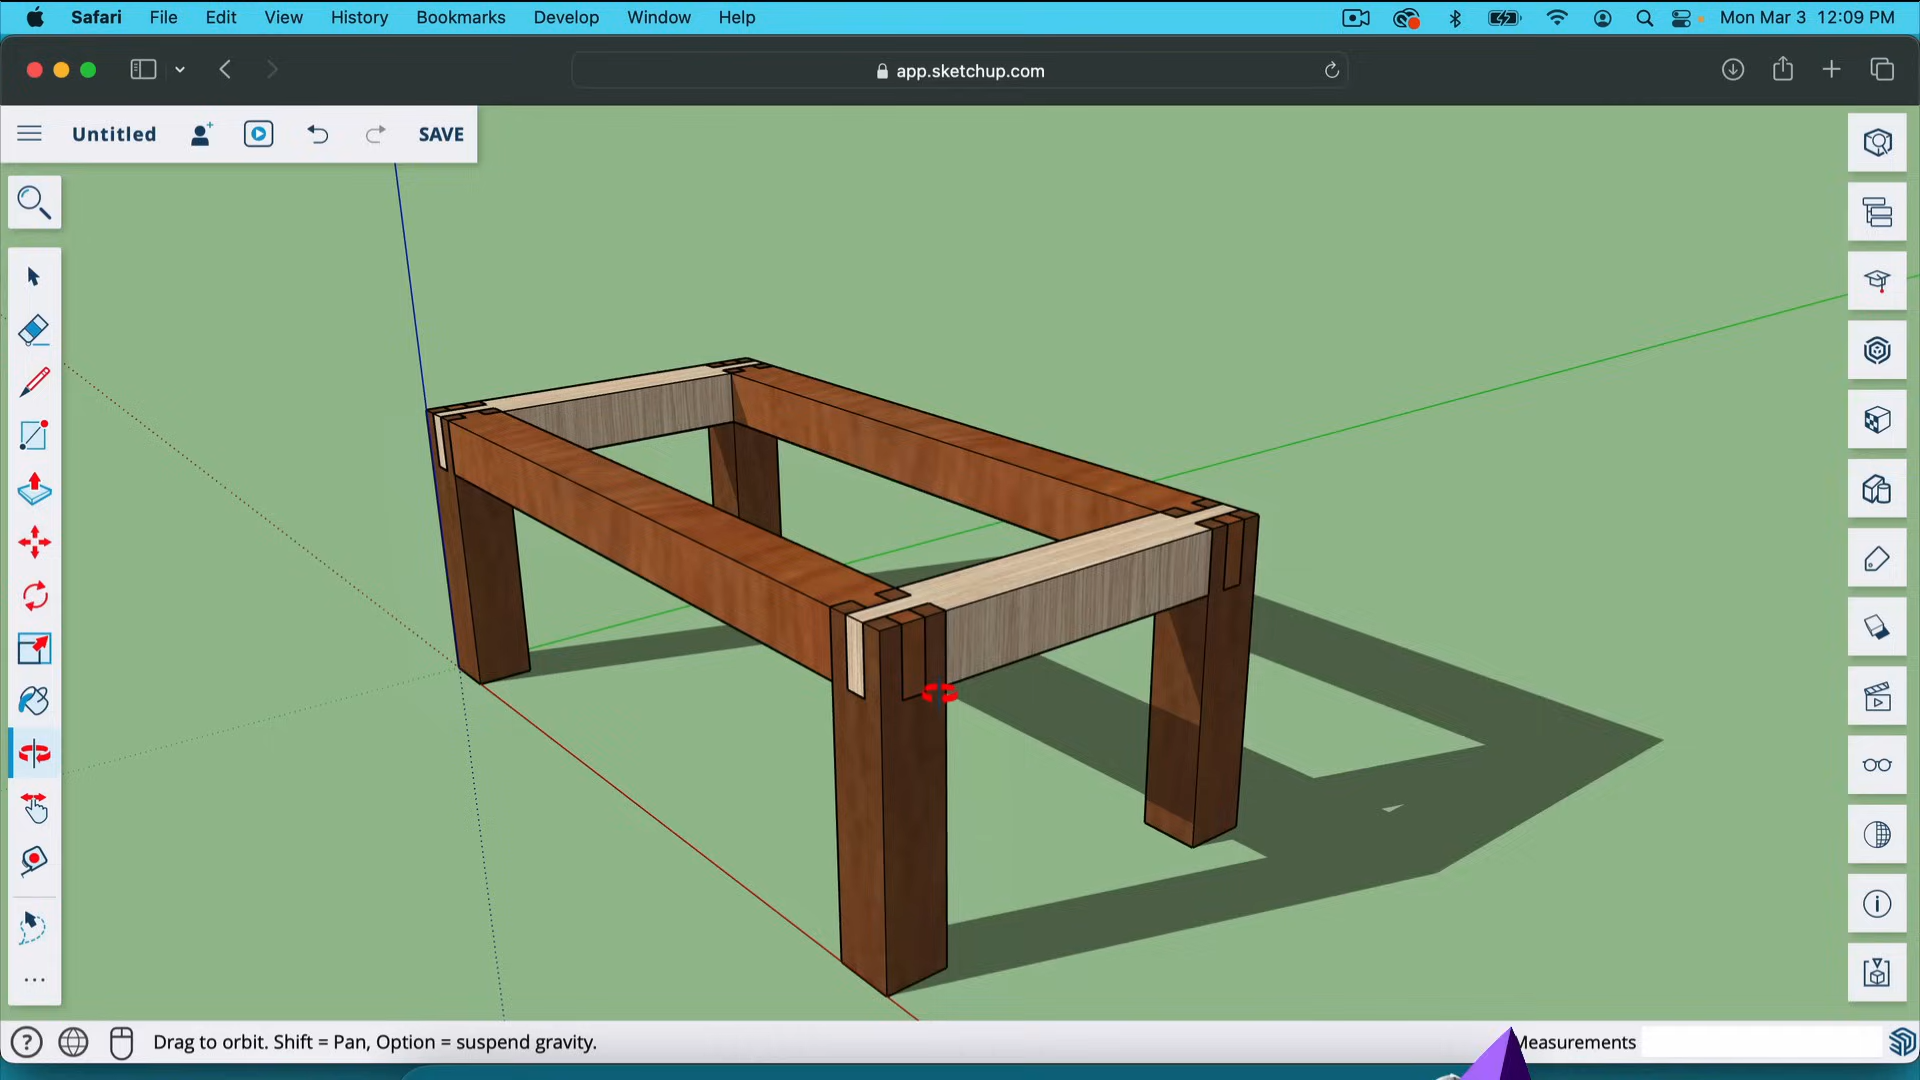 Safari File Edit View History Bookmarks Develop Window Help Mon Mar 3 12:09 PM
app.sketchup.com
Untitled SAVE
Drag to orbit. Shift = Pan, Option = suspend gravity. Measurements